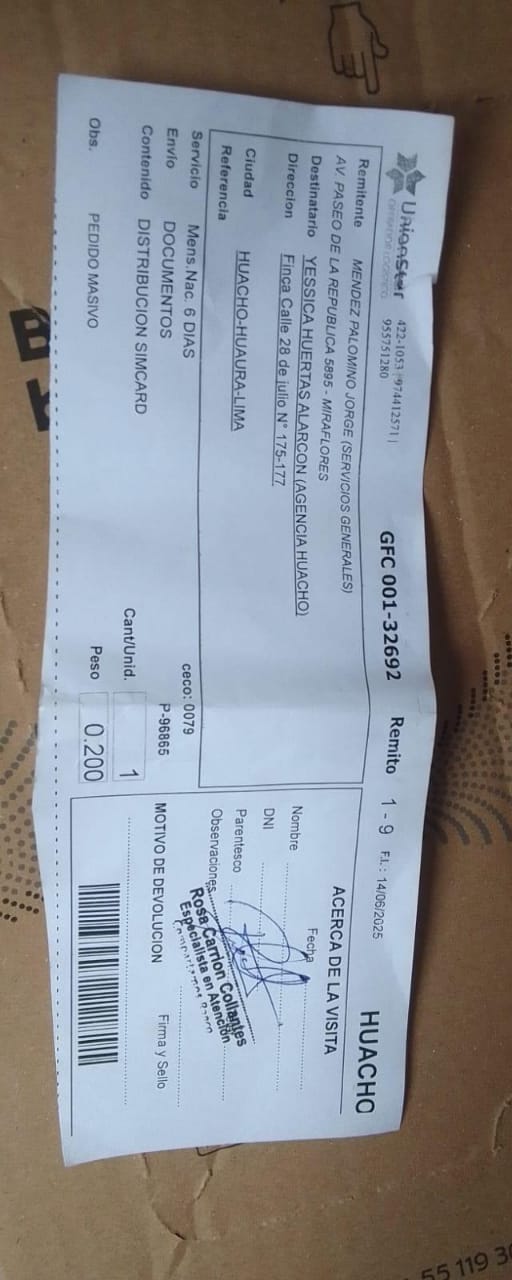 UnionStar
422-1053 | 974412571 |
955751280
GFC 001-32692
Remito 1 - 9 F.I.: 14/06/2025
HUACHO
Remitente MENDEZ PALOMINO JORGE (SERVICIOS GENERALES)
AV. PASEO DE LA REPUBLICA 5895 - MIRAFLORES
Destinatario YESSICA HUERTAS ALARCON (AGENCIA HUACHO)
Direccion Finca Calle 28 de julio N° 175-177
Ciudad HUACHO-HUAURA-LIMA
Referencia
Servicio Mens.Nac. 6 DIAS
ceco: 0079
Envio DOCUMENTOS
P-96865
Contenido DISTRIBUCION SIMCARD
Cant/Unid. 1
Obs. PEDIDO MASIVO
Peso 0.200
ACERCA DE LA VISITA
Fecha
Nombre
DNI
Parentesco
Observaciones
Rosa Carrion Collantes
Especialista en Atención
MOTIVO DE DEVOLUCION
Firma y Sello
55 119